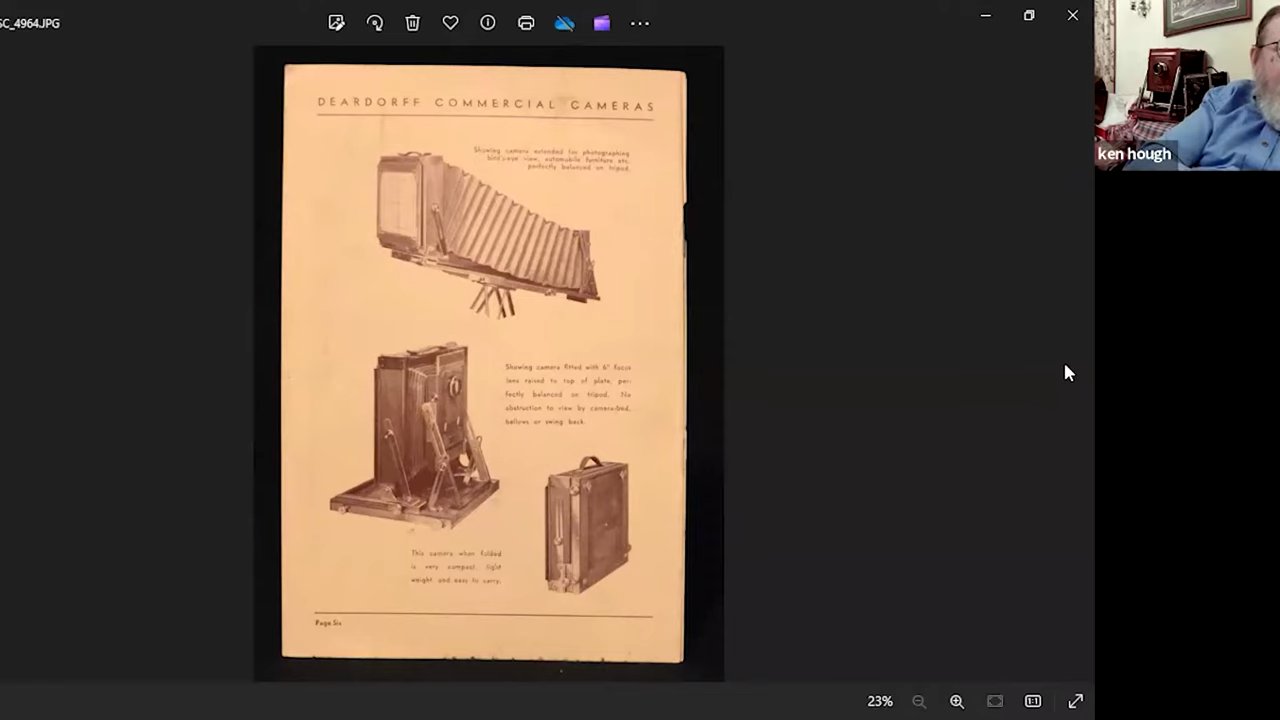 SC_4964.JPG
ken hough
DEARDORFF COMMERCIAL CAMERAS
Showing camera extended for photographing
bird's-eye view, automobile furniture etc.
perfectly balanced on tripod.
Showing camera fitted with 6" focus
lens raised to top of plate, per-
fectly balanced on tripod. No
obstruction to view by camera-bed,
bellows or swing back.
This camera when folded
is very compact, light
weight and easy to carry.
Page Six
23%
1:1